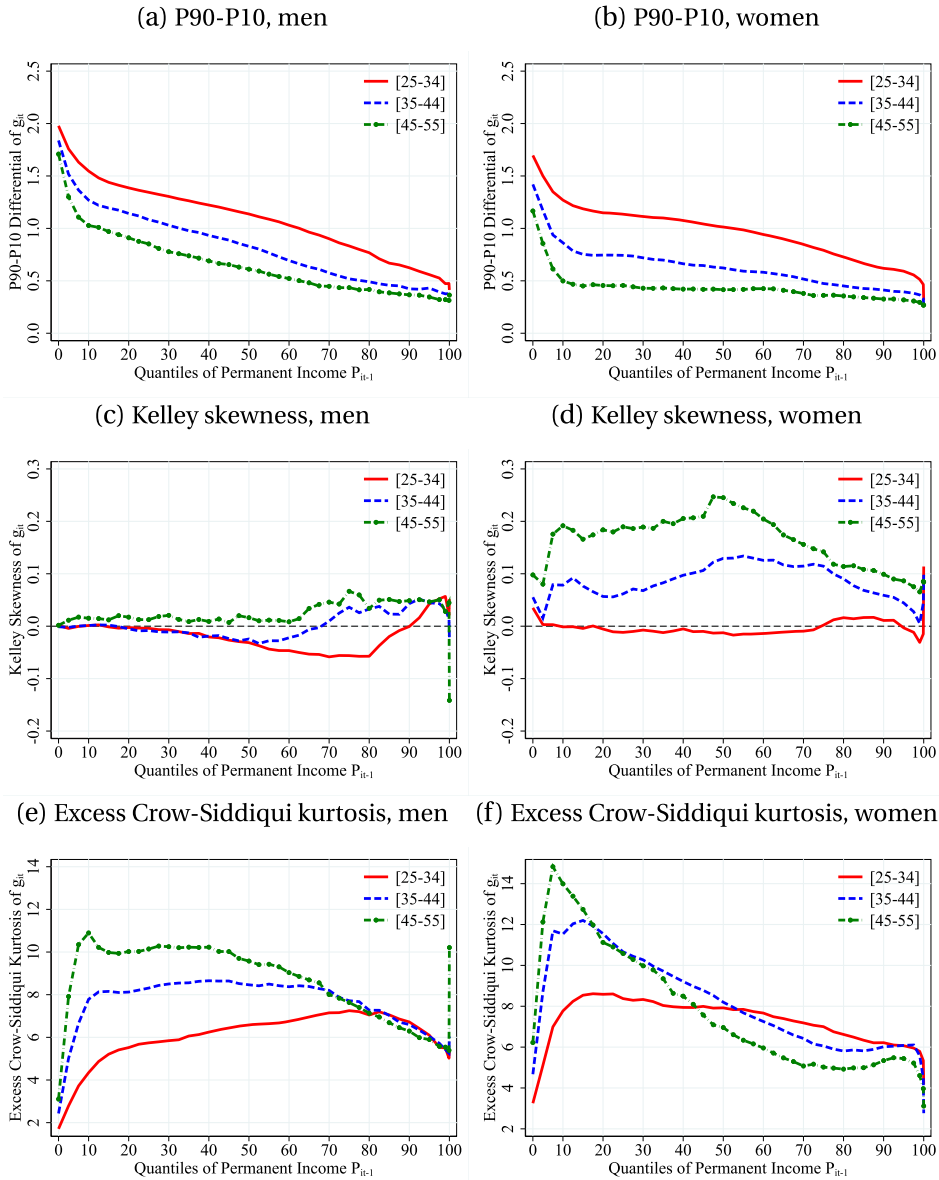 (a) P90-P10, men
P90-P10 Differential of git
2.5
2.0
1.5
1.0
0.5
0.0
[25-34]
[35-44]
[45-55]
0 10 20 30 40 50 60 70 80 90 100
Quantiles of Permanent Income Pit-1
(b) P90-P10, women
P90-P10 Differential of git
2.5
2.0
1.5
1.0
0.5
0.0
[25-34]
[35-44]
[45-55]
0 10 20 30 40 50 60 70 80 90 100
Quantiles of Permanent Income Pit-1
(c) Kelley skewness, men
Kelley Skewness of git
0.3
0.2
0.1
0.0
-0.1
-0.2
[25-34]
[35-44]
[45-55]
0 10 20 30 40 50 60 70 80 90 100
Quantiles of Permanent Income Pit-1
(d) Kelley skewness, women
Kelley Skewness of git
0.3
0.2
0.1
0.0
-0.1
-0.2
[25-34]
[35-44]
[45-55]
0 10 20 30 40 50 60 70 80 90 100
Quantiles of Permanent Income Pit-1
(e) Excess Crow-Siddiqui kurtosis, men
Excess Crow-Siddiqui Kurtosis of git
14
12
10
8
6
4
2
[25-34]
[35-44]
[45-55]
0 10 20 30 40 50 60 70 80 90 100
Quantiles of Permanent Income Pit-1
(f) Excess Crow-Siddiqui kurtosis, women
Excess Crow-Siddiqui Kurtosis of git
14
12
10
8
6
4
2
[25-34]
[35-44]
[45-55]
0 10 20 30 40 50 60 70 80 90 100
Quantiles of Permanent Income Pit-1